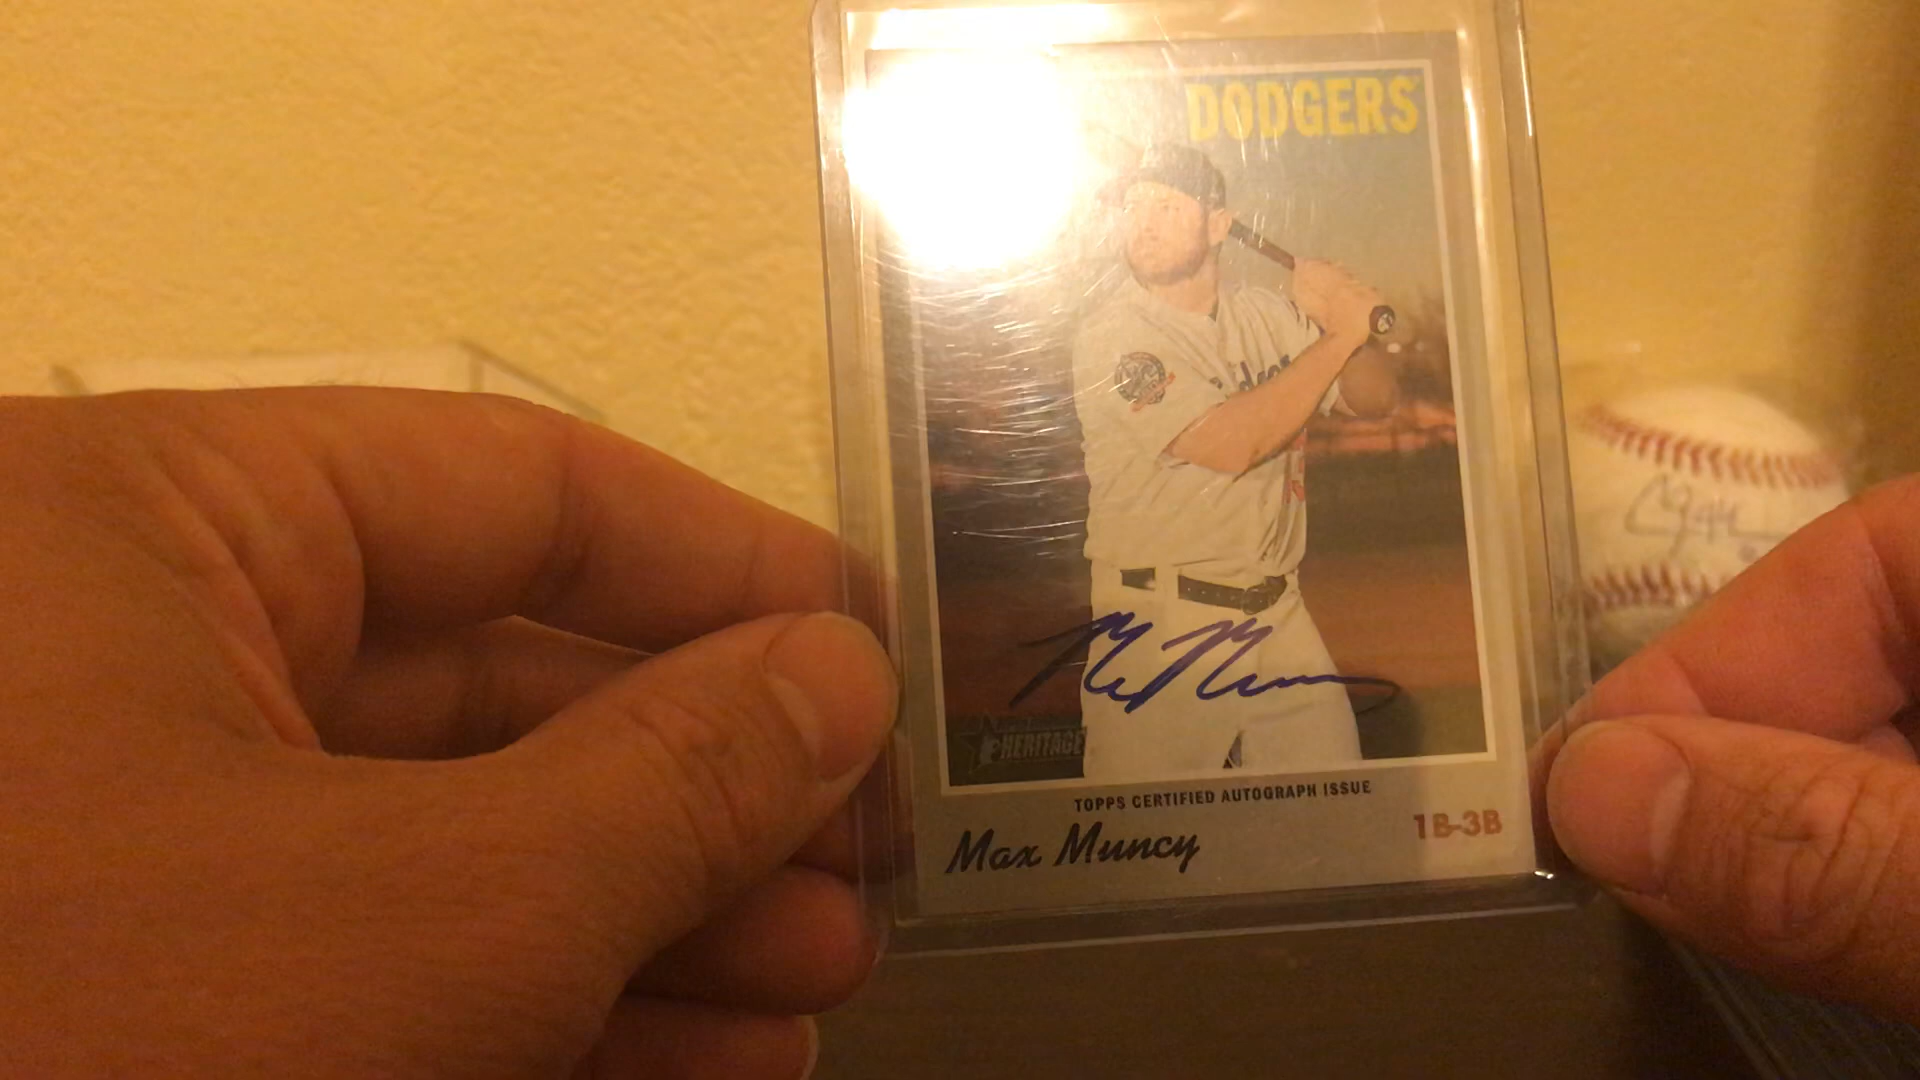 DODGERS
HERITAGE
TOPPS CERTIFIED AUTOGRAPH ISSUE
Max Muncy
1B-3B